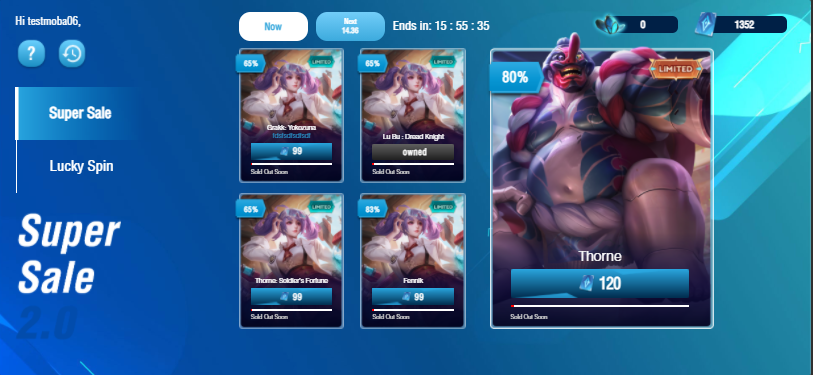 Hi testmoba06,
?
Now
Next
14.36
Ends in: 15 : 55 : 35
0
1352
Super Sale
Lucky Spin
Super
Sale
2.0
65%
LIMITED
Grakk: Yokozuna
fdsfsdfsdfsdf
99
Sold Out Soon
65%
LIMITED
Lu Bu : Dread Knight
owned
Sold Out Soon
65%
LIMITED
Thorne: Soldier's Fortune
99
Sold Out Soon
83%
LIMITED
Fennik
99
Sold Out Soon
80%
LIMITED
Thorne
120
Sold Out Soon